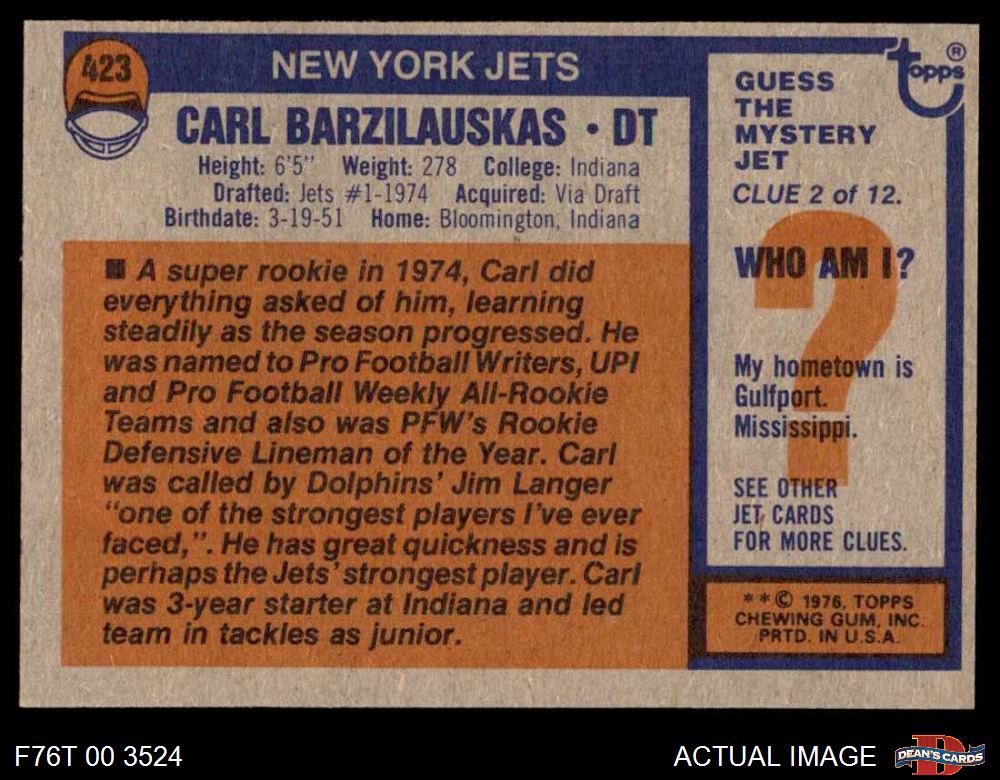 423
NEW YORK JETS
CARL BARZILAUSKAS • DT
Height: 6'5" Weight: 278 College: Indiana
Drafted: Jets #1-1974 Acquired: Via Draft
Birthdate: 3-19-51 Home: Bloomington, Indiana
■ A super rookie in 1974, Carl did
everything asked of him, learning
steadily as the season progressed. He
was named to Pro Football Writers, UPI
and Pro Football Weekly All-Rookie
Teams and also was PFW's Rookie
Defensive Lineman of the Year. Carl
was called by Dolphins' Jim Langer
"one of the strongest players I've ever
faced,". He has great quickness and is
perhaps the Jets' strongest player. Carl
was 3-year starter at Indiana and led
team in tackles as junior.
topps®
GUESS
THE
MYSTERY
JET
CLUE 2 of 12.
?
WHO AM I?
My hometown is
Gulfport.
Mississippi.
SEE OTHER
JET CARDS
FOR MORE CLUES.
**© 1976, TOPPS
CHEWING GUM, INC.
PRTD. IN U.S.A.
F76T 00 3524
ACTUAL IMAGE
D
DEAN'S CARDS